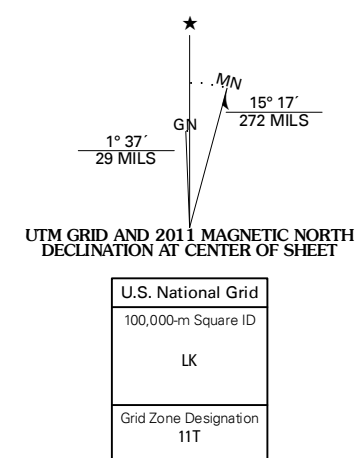 ★
MN
GN
15° 17´
272 MILS
1° 37´
29 MILS
UTM GRID AND 2011 MAGNETIC NORTH
DECLINATION AT CENTER OF SHEET
U.S. National Grid
100,000-m Square ID
LK
Grid Zone Designation
11T